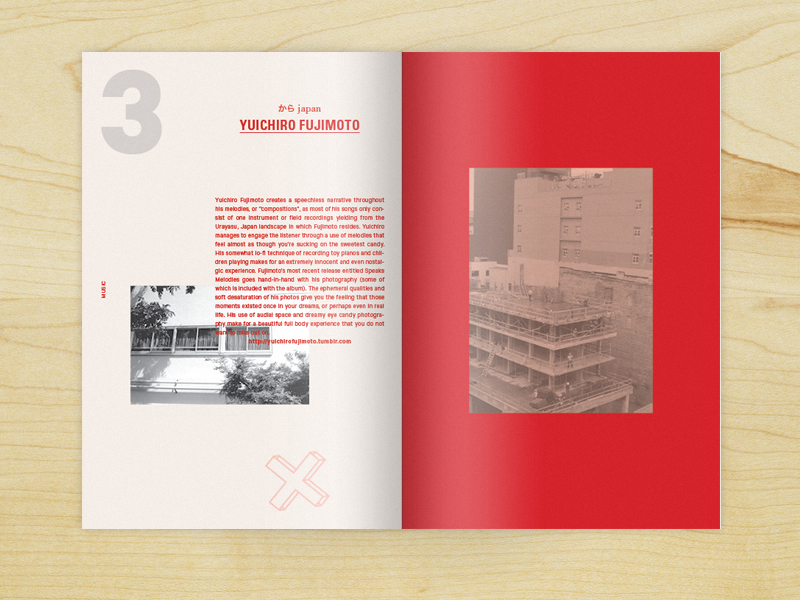 3
から japan
YUICHIRO FUJIMOTO
Yuichiro Fujimoto creates a speechless narrative throughout
his melodies, or "compositions", as most of his songs only con-
sist of one instrument or field recordings yielding from the
Urayasu, Japan landscape in which Fujimoto resides. Yuichiro
manages to engage the listener through a use of melodies that
feel almost as though you're sucking on the sweetest candy.
His somewhat lo-fi technique of recording toy pianos and chil-
dren playing makes for an extremely innocent and even nostal-
gic experience. Fujimoto's most recent release entitled Speaks
Melodies goes hand-in-hand with his photography (some of
which is included with the album). The ephemeral qualities and
soft desaturation of his photos give you the feeling that those
moments existed once in your dreams, or perhaps even in real
life. His use of audial space and dreamy eye candy photogra-
phy make for a beautiful full body experience that you do not
http://yuichirofujimoto.tumblr.com